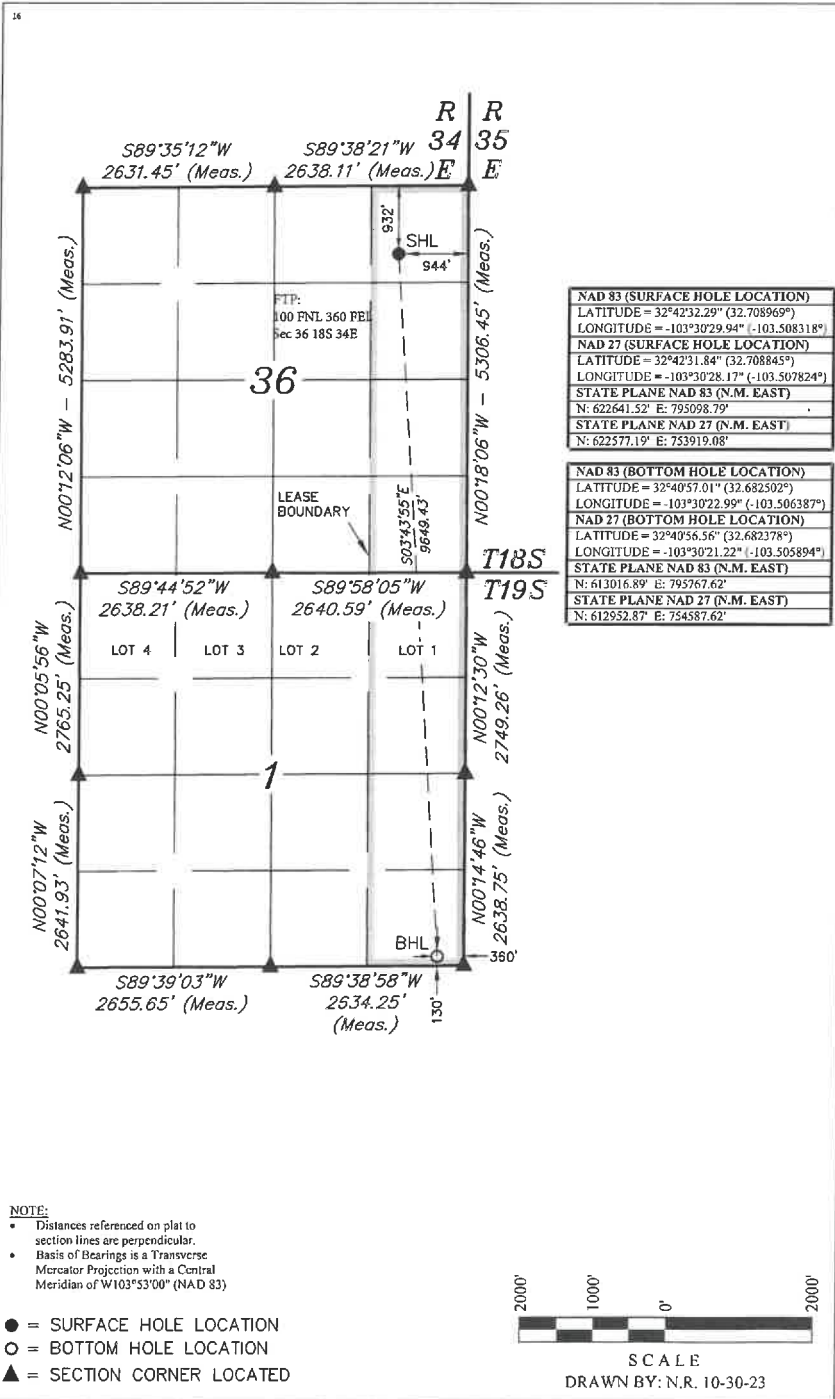 16
R R
34 35
E E
S89°35'12"W
2631.45' (Meas.)
S89°38'21"W
2638.11' (Meas.)
932'
SHL
944'
N00°12'06"W – 5283.91' (Meas.)
N00°18'06"W – 5306.45' (Meas.)
FTP:
100 FNL 360 FEL
Sec 36 18S 34E
36
LEASE
BOUNDARY
S03°43'55"E
9649.43'
T18S
T19S
S89°44'52"W
2638.21' (Meas.)
S89°58'05"W
2640.59' (Meas.)
LOT 4
LOT 3
LOT 2
LOT 1
N00°05'56"W
2765.25' (Meas.)
N00°12'30"W
2749.26' (Meas.)
1
N00°07'12"W
2641.93' (Meas.)
N00°14'46"W
2638.75' (Meas.)
BHL
360'
130'
S89°39'03"W
2655.65' (Meas.)
S89°38'58"W
2634.25'
(Meas.)
NAD 83 (SURFACE HOLE LOCATION)
LATITUDE = 32°42'32.29" (32.708969°)
LONGITUDE = -103°30'29.94" (-103.508318°)
NAD 27 (SURFACE HOLE LOCATION)
LATITUDE = 32°42'31.84" (32.708845°)
LONGITUDE = -103°30'28.17" (-103.507824°)
STATE PLANE NAD 83 (N.M. EAST)
N: 622641.52' E: 795098.79'
STATE PLANE NAD 27 (N.M. EAST)
N: 622577.19' E: 753919.08'
NAD 83 (BOTTOM HOLE LOCATION)
LATITUDE = 32°40'57.01" (32.682502°)
LONGITUDE = -103°30'22.99" (-103.506387°)
NAD 27 (BOTTOM HOLE LOCATION)
LATITUDE = 32°40'56.56" (32.682378°)
LONGITUDE = -103°30'21.22" (-103.505894°)
STATE PLANE NAD 83 (N.M. EAST)
N: 613016.89' E: 795767.62'
STATE PLANE NAD 27 (N.M. EAST)
N: 612952.87' E: 754587.62'
NOTE:
• Distances referenced on plat to
section lines are perpendicular.
• Basis of Bearings is a Transverse
Mercator Projection with a Central
Meridian of W103°53'00" (NAD 83)
● = SURFACE HOLE LOCATION
○ = BOTTOM HOLE LOCATION
▲ = SECTION CORNER LOCATED
2000'
1000'
0'
2000'
SCALE
DRAWN BY: N.R. 10-30-23